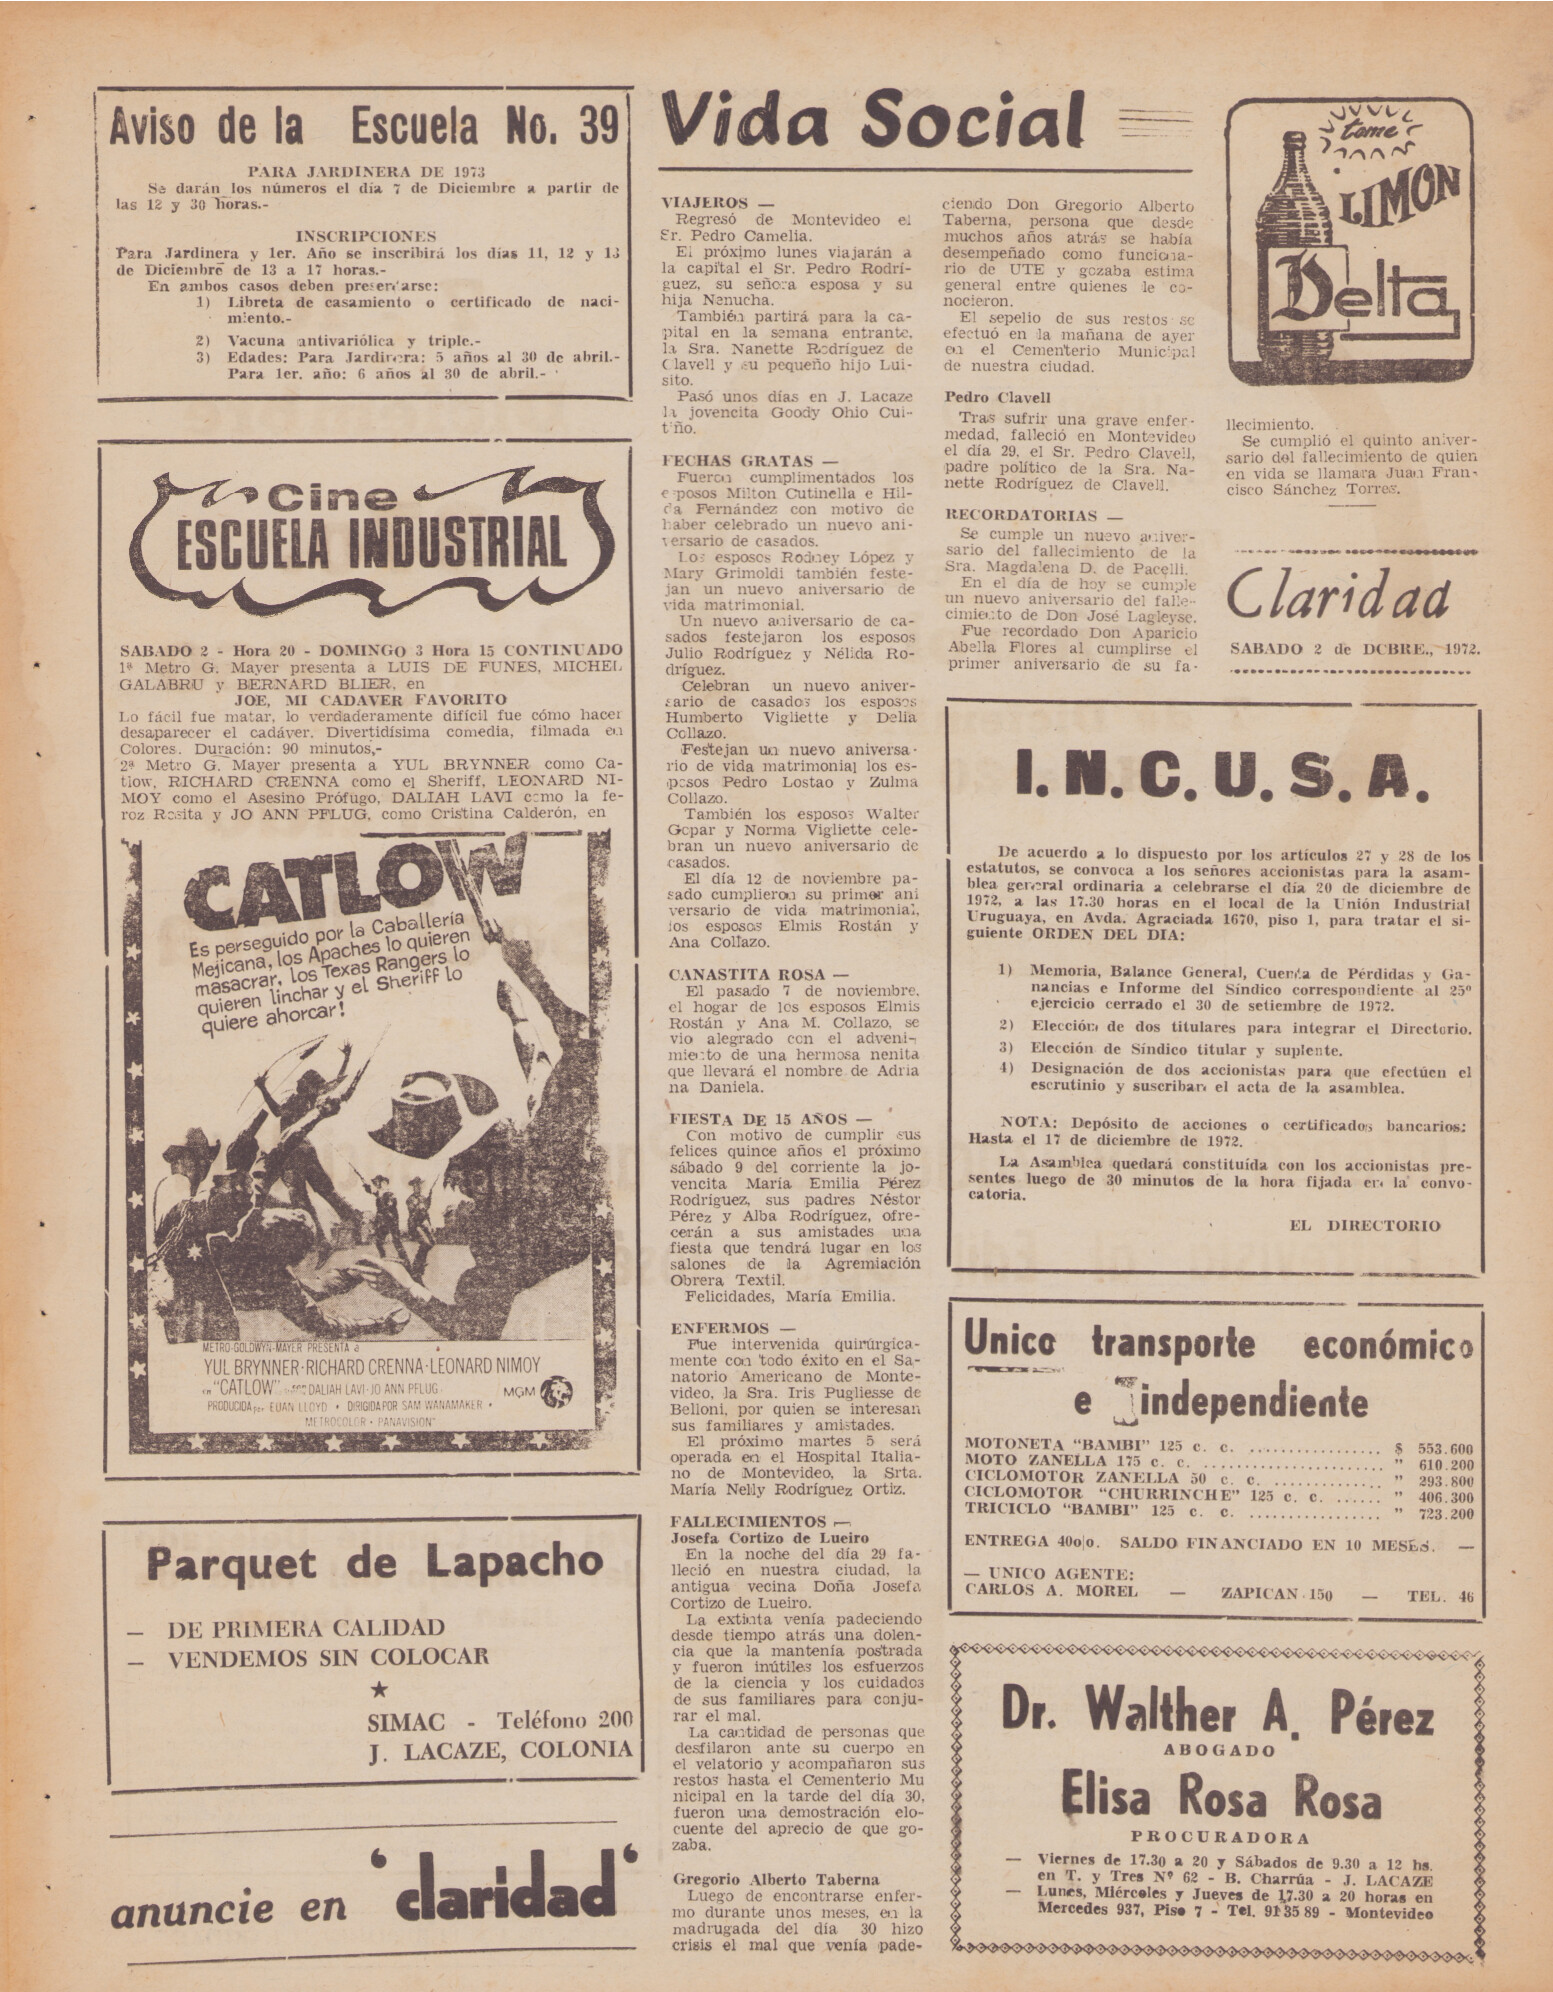 Aviso de la Escuela No. 39
PARA JARDINERA DE 1973
Se darán los números el día 7 de Diciembre a partir de
las 12 y 30 horas.-
INSCRIPCIONES
Para Jardinera y 1er. Año se inscribirá los días 11, 12 y 13
de Diciembre de 13 a 17 horas.-
En ambos casos deben presentarse:
1) Libreta de casamiento o certificado de naci-
miento.-
2) Vacuna antivariólica y triple.-
3) Edades: Para Jardinera: 5 años al 30 de abril.-
Para 1er. año: 6 años al 30 de abril.-
Cine
ESCUELA INDUSTRIAL
SABADO 2 - Hora 20 - DOMINGO 3 Hora 15 CONTINUADO
1ª Metro G. Mayer presenta a LUIS DE FUNES, MICHEL
GALABRU y BERNARD BLIER, en
JOE, MI CADAVER FAVORITO
Lo fácil fue matar, lo verdaderamente difícil fue cómo hacer
desaparecer el cadáver. Divertidísima comedia, filmada en
Colores. Duración: 90 minutos,-
2ª Metro G. Mayer presenta a YUL BRYNNER como Ca-
tlow, RICHARD CRENNA como el Sheriff, LEONARD NI-
MOY como el Asesino Prófugo, DALIAH LAVI como la fe-
roz Rosita y JO ANN PFLUG, como Cristina Calderón, en
CATLOW
Es perseguido por la Caballería
Mejicana, los Apaches lo quieren
masacrar, los Texas Rangers lo
quieren linchar y el Sheriff lo
quiere ahorcar!
METRO-GOLDWYN-MAYER PRESENTA a
YUL BRYNNER·RICHARD CRENNA·LEONARD NIMOY
en "CATLOW" DALIAH LAVI·JO ANN PFLUG
MGM
PRODUCIDA por EUAN LLOYD • DIRIGIDA POR SAM WANAMAKER •
METROCOLOR • PANAVISION
Parquet de Lapacho
— DE PRIMERA CALIDAD
— VENDEMOS SIN COLOCAR
★
SIMAC - Teléfono 200
J. LACAZE, COLONIA
anuncie en 'claridad'
Vida Social
VIAJEROS —
Regresó de Montevideo el
Sr. Pedro Camelia.
El próximo lunes viajarán a
la capital el Sr. Pedro Rodrí-
guez, su señora esposa y su
hija Nenucha.
También partirá para la ca-
pital en la semana entrante,
la Sra. Nanette Rodríguez de
Clavell y su pequeño hijo Lui-
sito.
Pasó unos días en J. Lacaze
la jovencita Goody Ohio Cui-
tiño.
FECHAS GRATAS —
Fueron cumplimentados los
esposos Milton Cutinella e Hil-
da Fernández con motivo de
haber celebrado un nuevo ani-
versario de casados.
Los esposos Rodney López y
Mary Grimoldi también feste-
jan un nuevo aniversario de
vida matrimonial.
Un nuevo aniversario de ca-
sados festejaron los esposos
Julio Rodríguez y Nélida Ro-
dríguez.
Celebran un nuevo aniver-
sario de casados los esposos
Humberto Vigliette y Delia
Collazo.
Festejan un nuevo aniversa-
rio de vida matrimonial los es-
posos Pedro Lostao y Zulma
Collazo.
También los esposos Walter
Gopar y Norma Vigliette cele-
bran un nuevo aniversario de
casados.
El día 12 de noviembre pa-
sado cumplieron su primer ani
versario de vida matrimonial,
los esposos Elmis Rostán y
Ana Collazo.
CANASTITA ROSA —
El pasado 7 de noviembre,
el hogar de los esposos Elmis
Rostán y Ana M. Collazo, se
vio alegrado con el adveni-
miento de una hermosa nenita
que llevará el nombre de Adria
na Daniela.
FIESTA DE 15 AÑOS —
Con motivo de cumplir sus
felices quince años el próximo
sábado 9 del corriente la jo-
vencita María Emilia Pérez
Rodríguez, sus padres Néstor
Pérez y Alba Rodríguez, ofre-
cerán a sus amistades una
fiesta que tendrá lugar en los
salones de la Agremiación
Obrera Textil.
Felicidades, María Emilia.
ENFERMOS —
Fue intervenida quirúrgica-
mente con todo éxito en el Sa-
natorio Americano de Monte-
video, la Sra. Iris Pugliesse de
Belloni, por quien se interesan
sus familiares y amistades.
El próximo martes 5 será
operada en el Hospital Italia-
no de Montevideo, la Srta.
María Nelly Rodríguez Ortiz.
FALLECIMIENTOS —
Josefa Cortizo de Lueiro
En la noche del día 29 fa-
lleció en nuestra ciudad, la
antigua vecina Doña Josefa
Cortizo de Lueiro.
La extinta venía padeciendo
desde tiempo atrás una dolen-
cia que la mantenía postrada
y fueron inútiles los esfuerzos
de la ciencia y los cuidados
de sus familiares para conju-
rar el mal.
La cantidad de personas que
desfilaron ante su cuerpo en
el velatorio y acompañaron sus
restos hasta el Cementerio Mu
nicipal en la tarde del día 30,
fueron una demostración elo-
cuente del aprecio de que go-
zaba.
Gregorio Alberto Taberna
Luego de encontrarse enfer-
mo durante unos meses, en la
madrugada del día 30 hizo
crisis el mal que venía pade-
ciendo Don Gregorio Alberto
Taberna, persona que desde
muchos años atrás se había
desempeñado como funciona-
rio de UTE y gozaba estima
general entre quienes le co-
nocieron.
El sepelio de sus restos se
efectuó en la mañana de ayer
en el Cementerio Municipal
de nuestra ciudad.
Pedro Clavell
Tras sufrir una grave enfer-
medad, falleció en Montevideo
el día 29, el Sr. Pedro Clavell,
padre político de la Sra. Na-
nette Rodríguez de Clavell.
RECORDATORIAS —
Se cumple un nuevo aniver-
sario del fallecimiento de la
Sra. Magdalena D. de Pacelli.
En el día de hoy se cumple
un nuevo aniversario del falle-
cimiento de Don José Lagleyse.
Fue recordado Don Aparicio
Abella Flores al cumplirse el
primer aniversario de su fa-
tome
LIMON
Delta
llecimiento.
Se cumplió el quinto aniver-
sario del fallecimiento de quien
en vida se llamara Juan Fran-
cisco Sánchez Torres.
Claridad
SABADO 2 de DCBRE., 1972.
I.N.C.U.S.A.
De acuerdo a lo dispuesto por los artículos 27 y 28 de los
estatutos, se convoca a los señores accionistas para la asam-
blea general ordinaria a celebrarse el día 20 de diciembre de
1972, a las 17.30 horas en el local de la Unión Industrial
Uruguaya, en Avda. Agraciada 1670, piso 1, para tratar el si-
guiente ORDEN DEL DIA:
1) Memoria, Balance General, Cuenta de Pérdidas y Ga-
nancias e Informe del Síndico correspondiente al 25º
ejercicio cerrado el 30 de setiembre de 1972.
2) Elección de dos titulares para integrar el Directorio.
3) Elección de Síndico titular y suplente.
4) Designación de dos accionistas para que efectúen el
escrutinio y suscriban el acta de la asamblea.
NOTA: Depósito de acciones o certificados bancarios:
Hasta el 17 de diciembre de 1972.
La Asamblea quedará constituída con los accionistas pre-
sentes luego de 30 minutos de la hora fijada en la convo-
catoria.
EL DIRECTORIO
Unico transporte económico
e independiente
MOTONETA "BAMBI" 125 c. c. ................ $ 553.600
MOTO ZANELLA 175 c. c. ...................... " 610.200
CICLOMOTOR ZANELLA 50 c. c. ............. " 293.800
CICLOMOTOR "CHURRINCHE" 125 c. c. ...... " 406.300
TRICICLO "BAMBI" 125 c. c. ................ " 723.200
ENTREGA 40o|o. SALDO FINANCIADO EN 10 MESES. —
— UNICO AGENTE:
CARLOS A. MOREL — ZAPICAN 150 — TEL. 46
Dr. Walther A. Pérez
ABOGADO
Elisa Rosa Rosa
PROCURADORA
— Viernes de 17.30 a 20 y Sábados de 9.30 a 12 hs.
en T. y Tres Nº 62 - B. Charrúa - J. LACAZE
— Lunes, Miércoles y Jueves de 17.30 a 20 horas en
Mercedes 937, Piso 7 - Tel. 91 35 89 - Montevideo